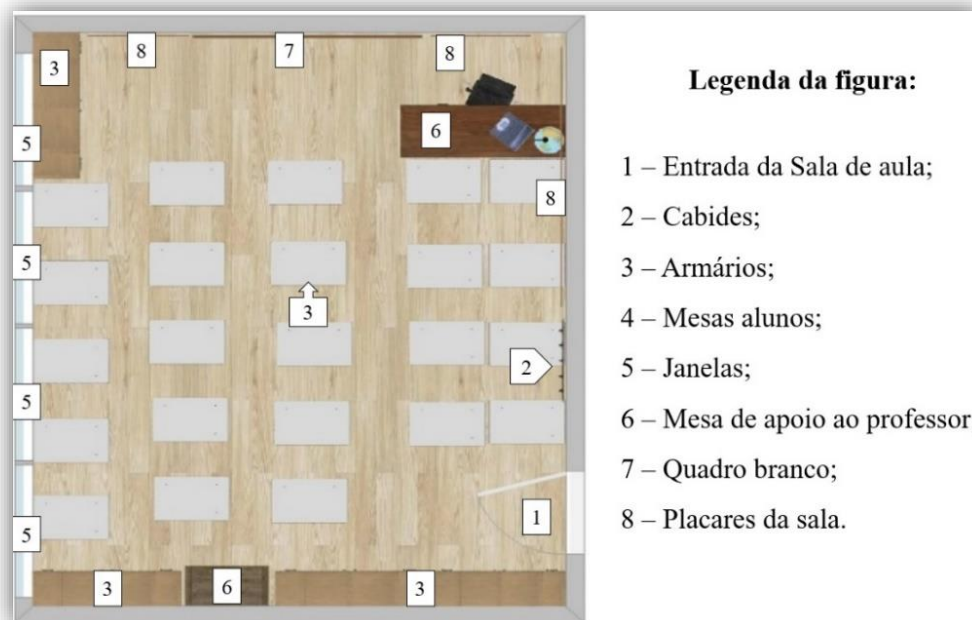 8
7
8
3
6
5
8
5
3
2
5
1
5
3
6
3
Legenda da figura:
1 – Entrada da Sala de aula;
2 – Cabides;
3 – Armários;
4 – Mesas alunos;
5 – Janelas;
6 – Mesa de apoio ao professor
7 – Quadro branco;
8 – Placares da sala.